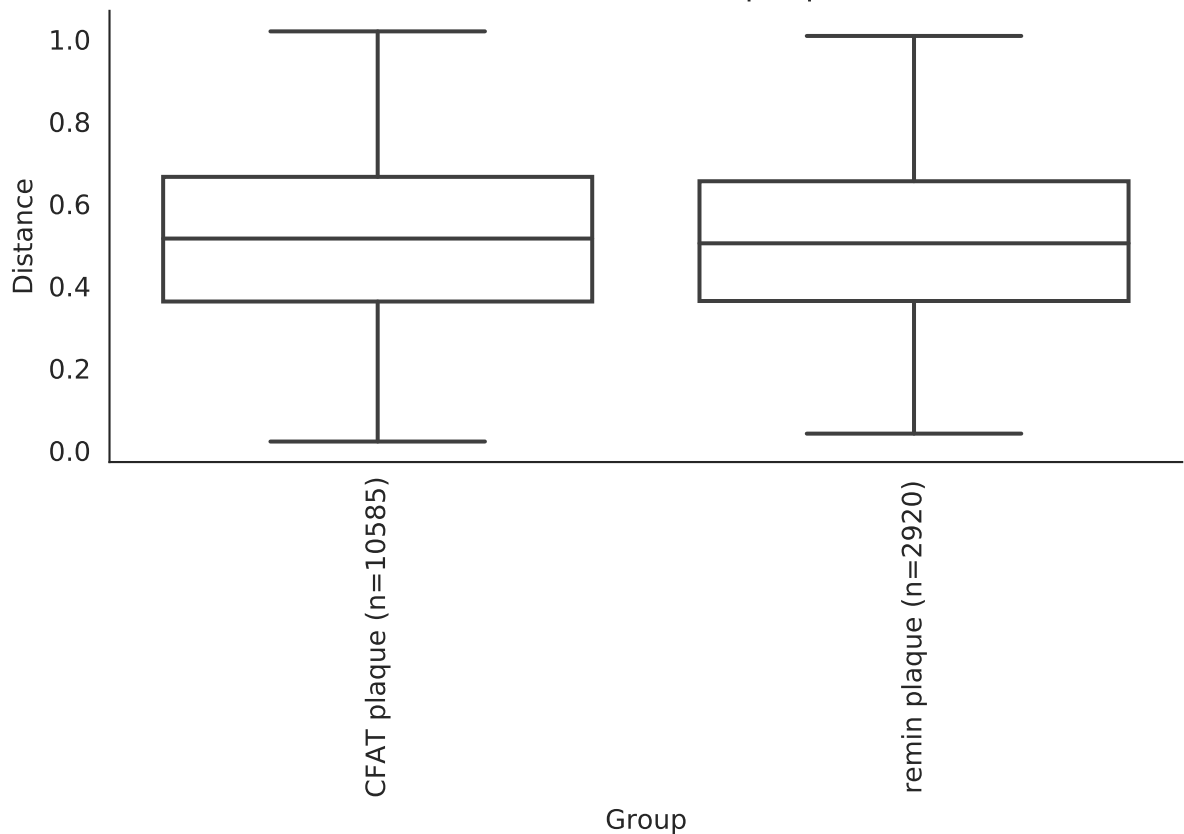 1.0
0.8
0.6
0.4
0.2
0.0
Distance
CFAT plaque (n=10585)
remin plaque (n=2920)
Group